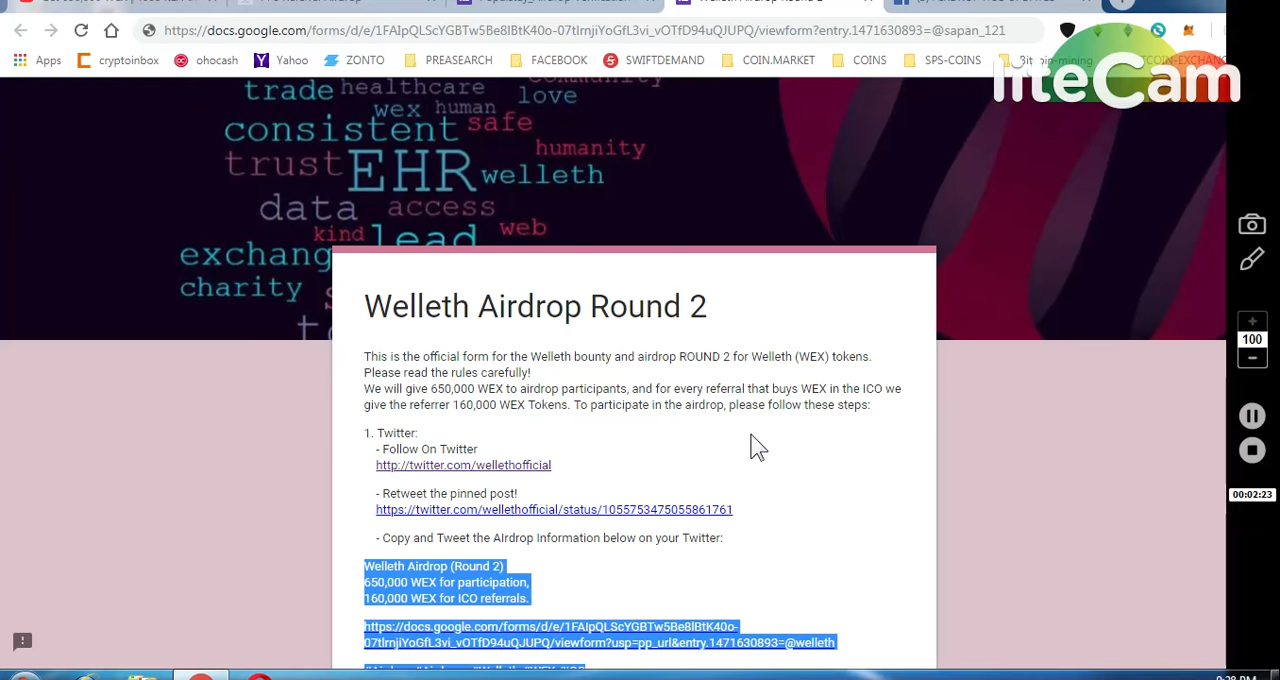 https://docs.google.com/forms/d/e/1FAIpQLScYGBTw5Be8lBtK40o-07tlrnjiYoGfL3vi_vOTfD94uQJUPQ/viewform?entry.1471630893=@sapan_121
Apps cryptoinbox ohocash Yahoo ZONTO PREASEARCH FACEBOOK SWIFTDEMAND COIN.MARKET COINS SPS-COINS Bitcoin-mining
liteCam
trade healthcare community
wex human love
consistent safe
humanity
trust EHR welleth
data access
kind lead web
exchang
charity
Welleth Airdrop Round 2
This is the official form for the Welleth bounty and airdrop ROUND 2 for Welleth (WEX) tokens.
Please read the rules carefully!
We will give 650,000 WEX to airdrop participants, and for every referral that buys WEX in the ICO we
give the referrer 160,000 WEX Tokens. To participate in the airdrop, please follow these steps:
1. Twitter:
- Follow On Twitter
http://twitter.com/wellethofficial
- Retweet the pinned post!
https://twitter.com/wellethofficial/status/1055753475055861761
- Copy and Tweet the AIrdrop Information below on your Twitter:
Welleth Airdrop (Round 2)
650,000 WEX for participation,
160,000 WEX for ICO referrals.
https://docs.google.com/forms/d/e/1FAIpQLScYGBTw5Be8lBtK40o-
07tlrnjiYoGfL3vi_vOTfD94uQJUPQ/viewform?usp=pp_url&entry.1471630893=@welleth
100
00:02:23